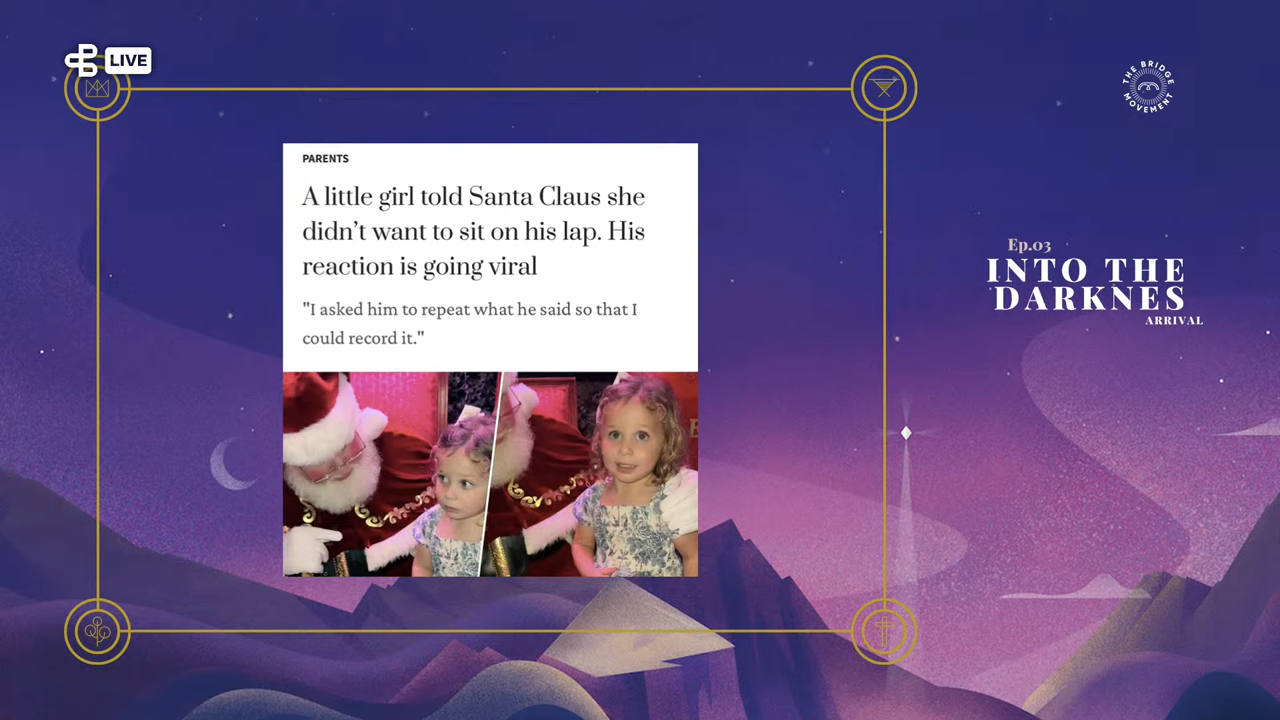 LIVE
THE BRIDGE
MOVEMENT
PARENTS
A little girl told Santa Claus she
didn’t want to sit on his lap. His
reaction is going viral
"I asked him to repeat what he said so that I
could record it."
Ep.03
INTO THE
DARKNES
ARRIVAL